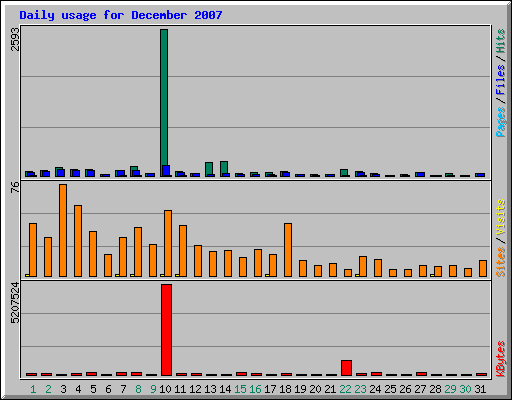 Daily usage for December 2007
2593
Pages / Files / Hits
76
Sites / Visits
5207524
KBytes
1 2 3 4 5 6 7 8 9 10 11 12 13 14 15 16 17 18 19 20 21 22 23 24 25 26 27 28 29 30 31